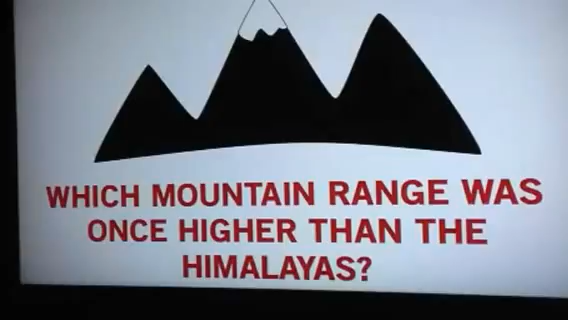 WHICH MOUNTAIN RANGE WAS
ONCE HIGHER THAN THE
HIMALAYAS?